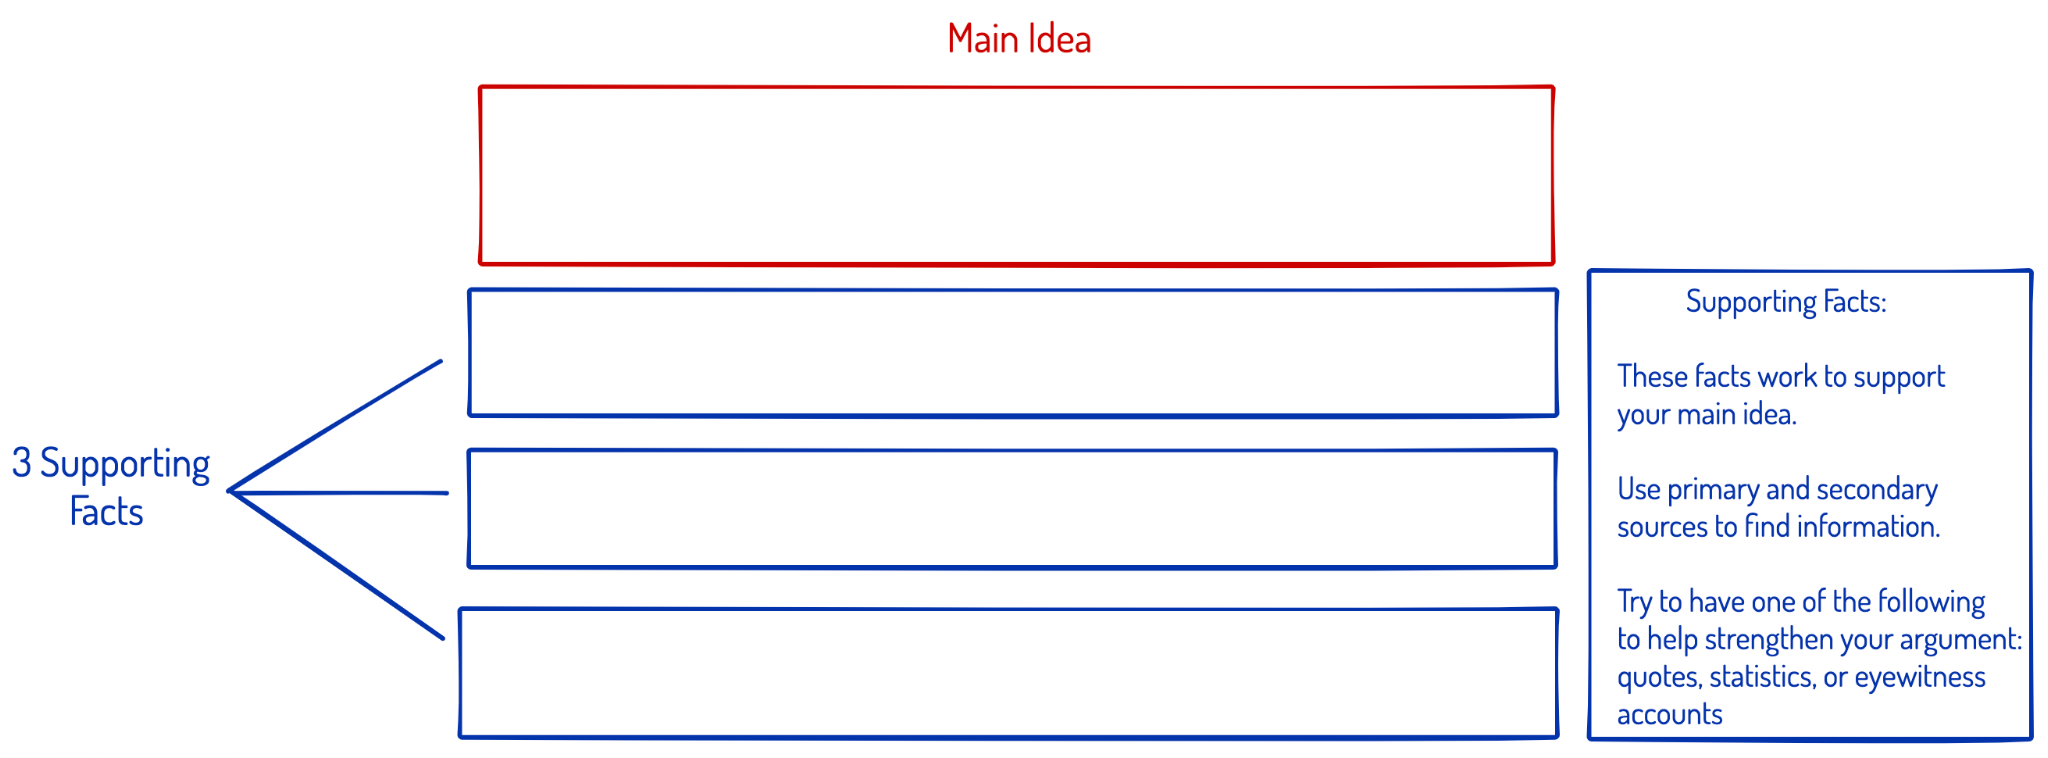 Main Idea
3 Supporting
Facts
Supporting Facts:
These facts work to support
your main idea.
Use primary and secondary
sources to find information.
Try to have one of the following
to help strengthen your argument:
quotes, statistics, or eyewitness
accounts